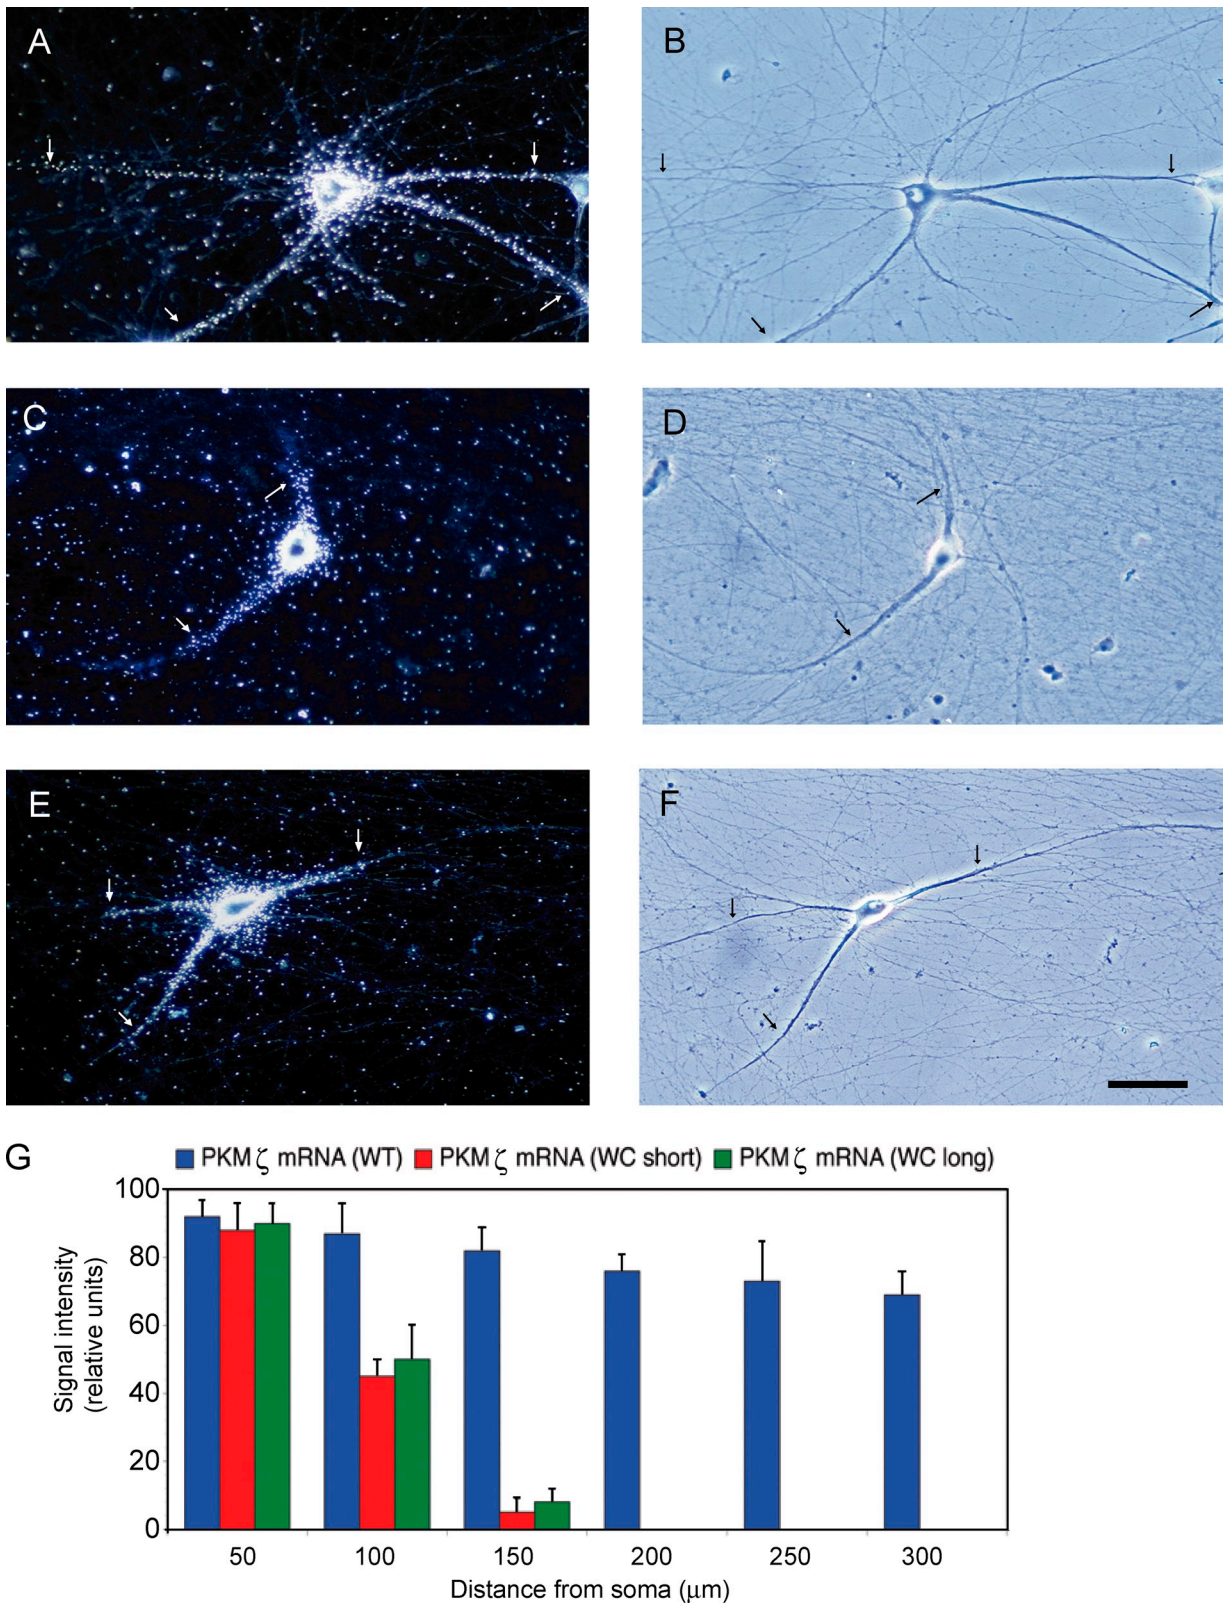 A
B
C
D
E
F
G
PKM ζ mRNA (WT) PKM ζ mRNA (WC short) PKM ζ mRNA (WC long)
Signal intensity
(relative units)
100
80
60
40
20
0
50 100 150 200 250 300
Distance from soma (μm)